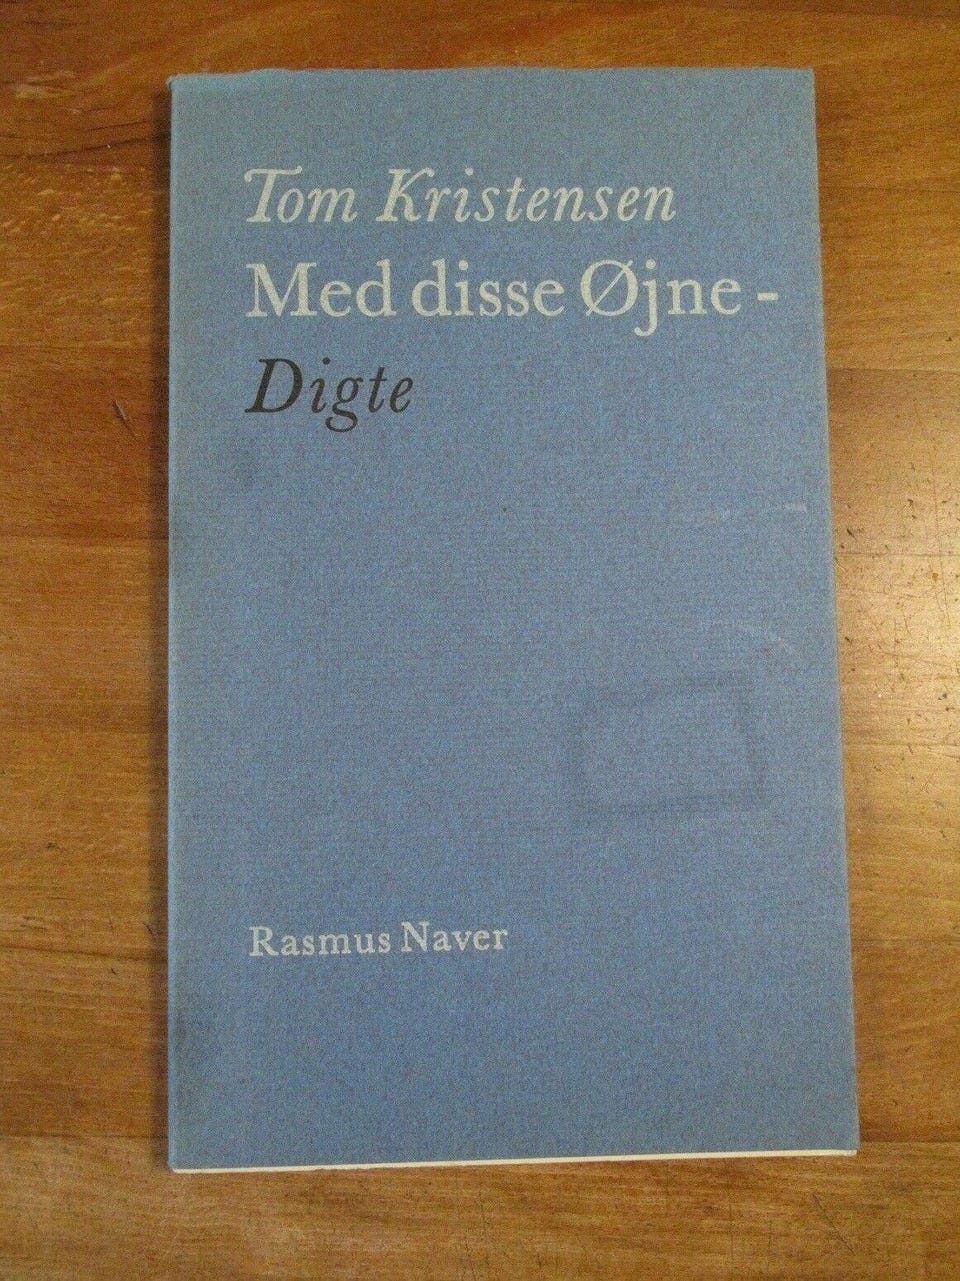 Tom Kristensen
Med disse Øjne -
Digte
Rasmus Naver